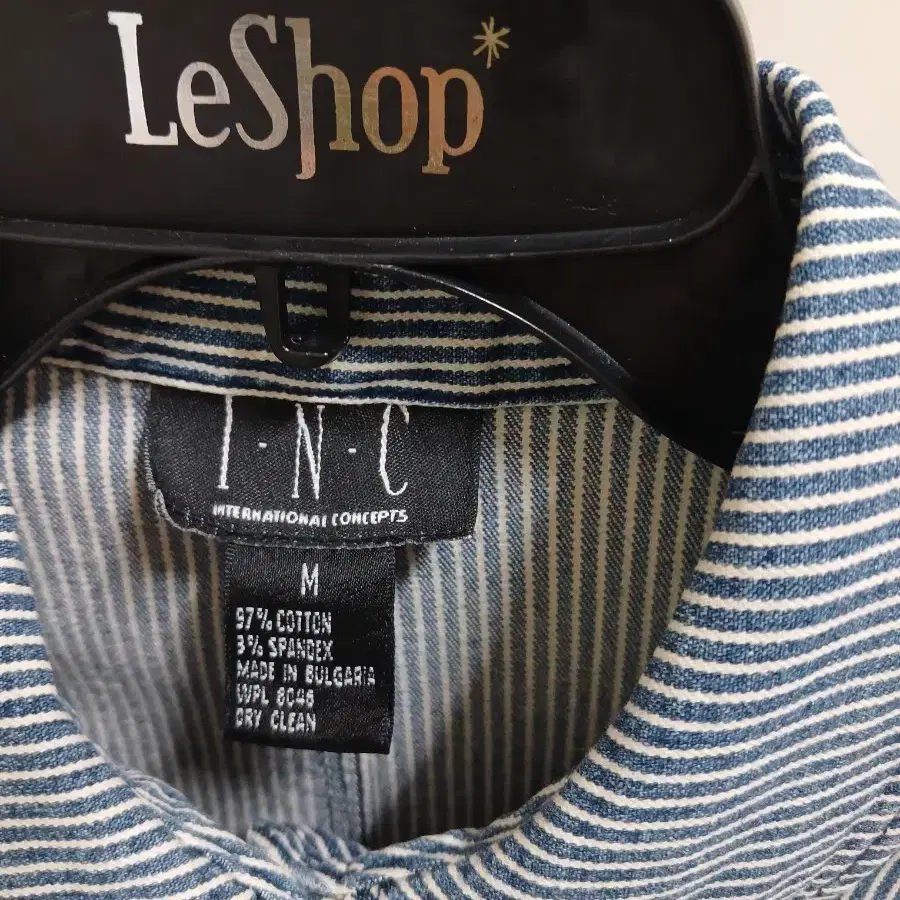 LeShop*
I-N-C
INTERNATIONAL CONCEPTS
M
97% COTTON
3% SPANDEX
MADE IN BULGARIA
WPL 8046
DRY CLEAN